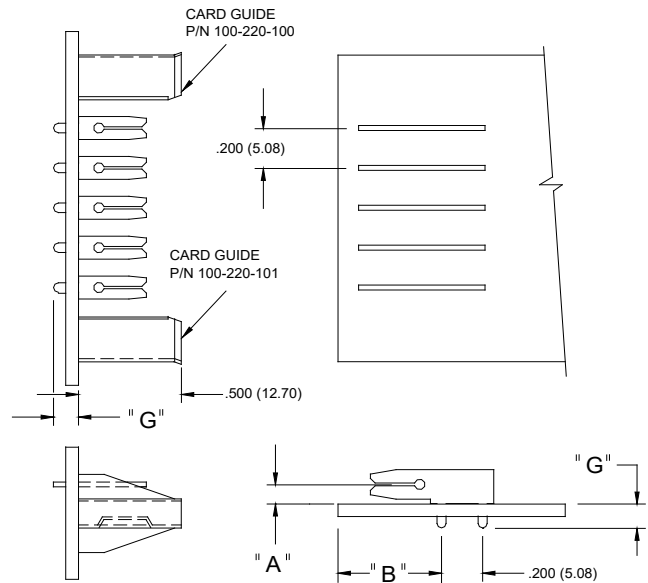 CARD GUIDE
P/N 100-220-100
.200 (5.08)
CARD GUIDE
P/N 100-220-101
.500 (12.70)
"G"
"G"
"A"
"B"
.200 (5.08)